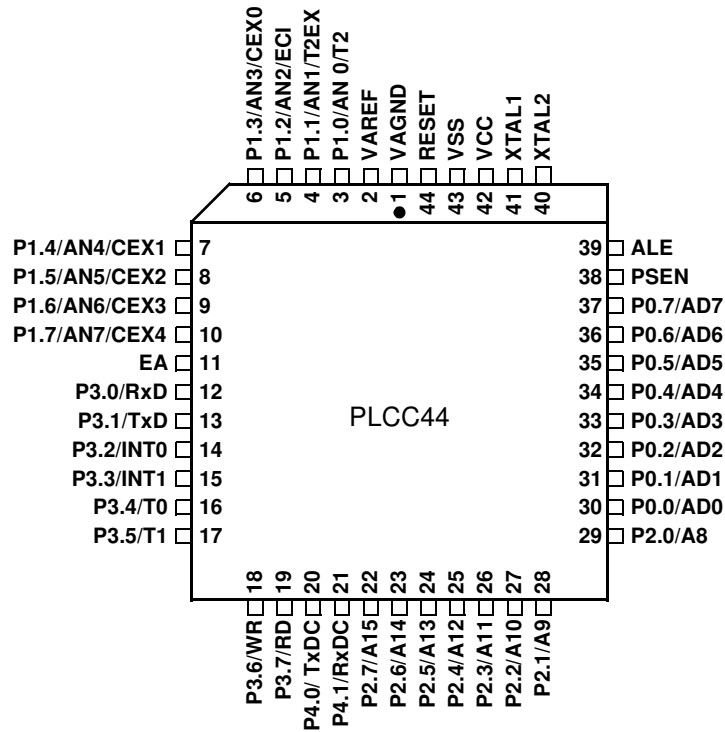 P1.3/AN3/CEX0
P1.2/AN2/ECI
P1.1/AN1/T2EX
P1.0/AN 0/T2
VAREF
VAGND
RESET
VSS
VCC
XTAL1
XTAL2
6
5
4
3
2
1
44
43
42
41
40
P1.4/AN4/CEX1 7
P1.5/AN5/CEX2 8
P1.6/AN6/CEX3 9
P1.7/AN7/CEX4 10
EA 11
P3.0/RxD 12
P3.1/TxD 13
P3.2/INT0 14
P3.3/INT1 15
P3.4/T0 16
P3.5/T1 17
PLCC44
39 ALE
38 PSEN
37 P0.7/AD7
36 P0.6/AD6
35 P0.5/AD5
34 P0.4/AD4
33 P0.3/AD3
32 P0.2/AD2
31 P0.1/AD1
30 P0.0/AD0
29 P2.0/A8
18
19
20
21
22
23
24
25
26
27
28
P3.6/WR
P3.7/RD
P4.0/ TxDC
P4.1/RxDC
P2.7/A15
P2.6/A14
P2.5/A13
P2.4/A12
P2.3/A11
P2.2/A10
P2.1/A9